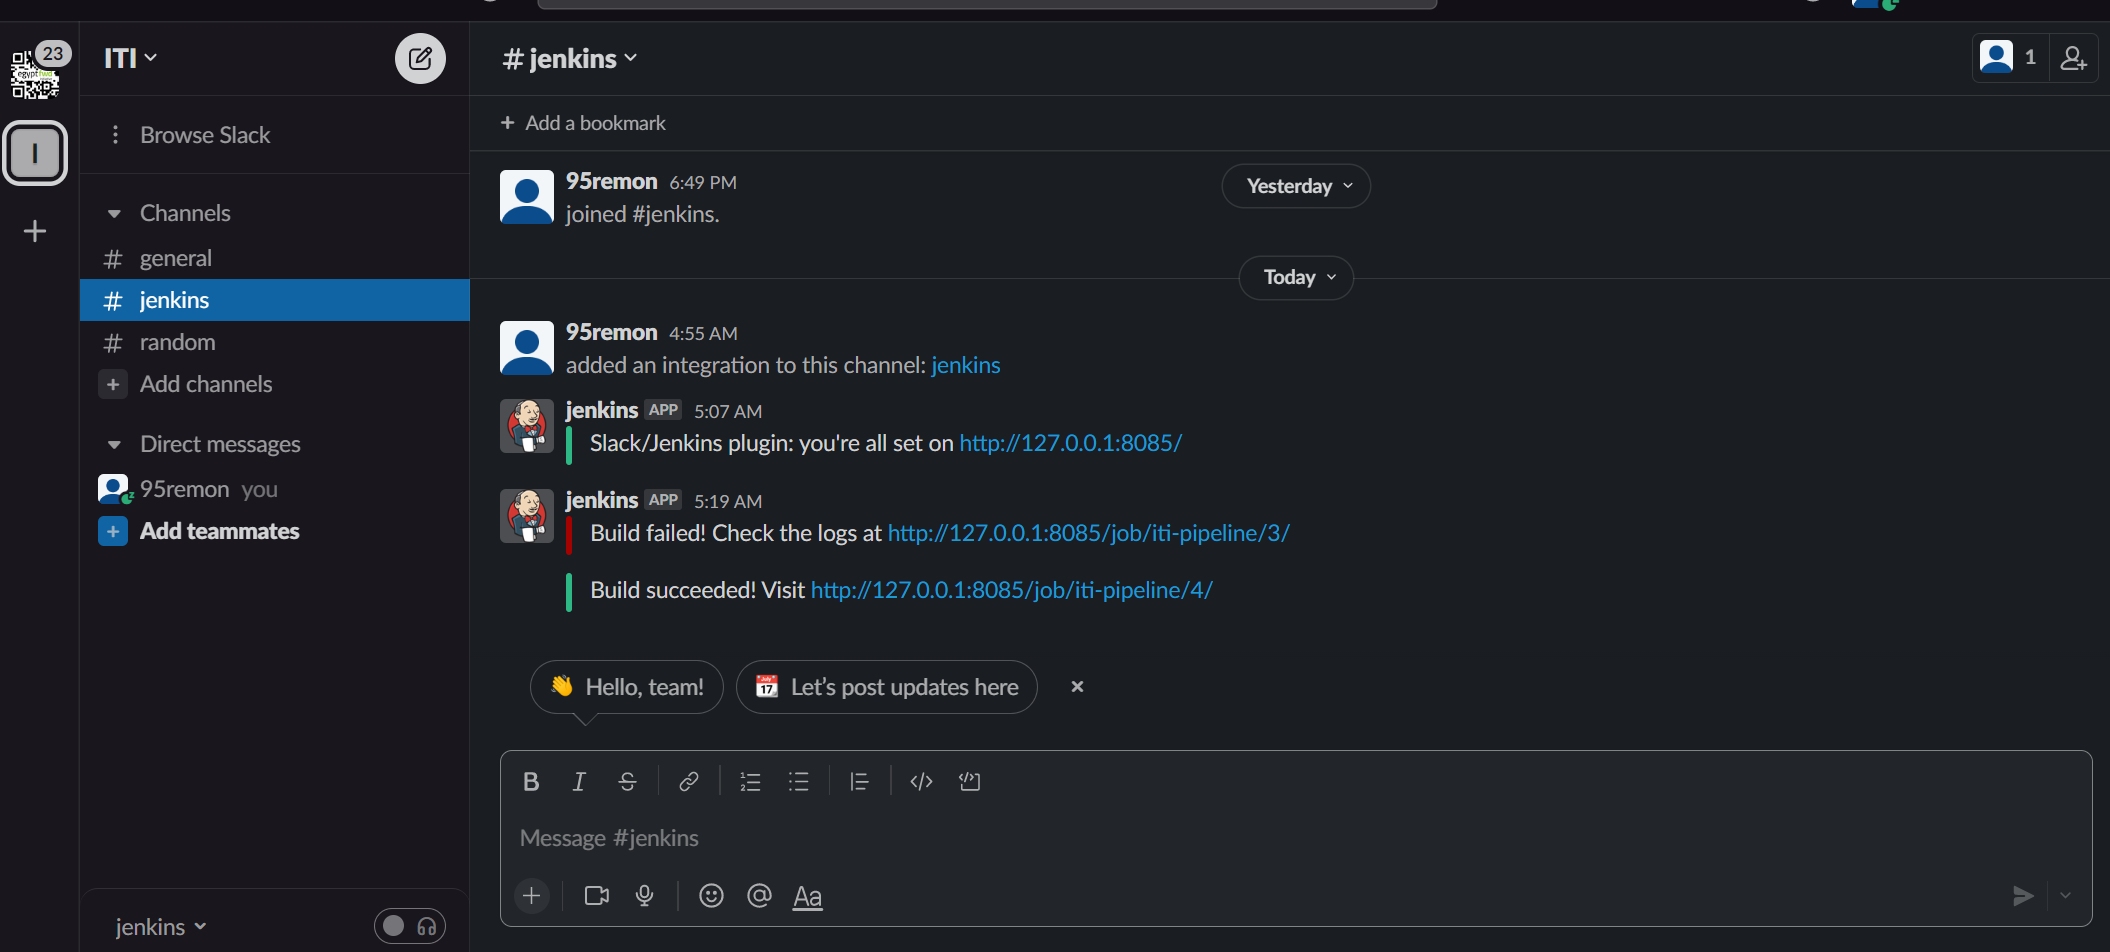 23
egyptfwd
I
ITI
Browse Slack
Channels
# general
# jenkins
# random
+ Add channels
Direct messages
95remon you
+ Add teammates
jenkins
# jenkins
1
+ Add a bookmark
95remon 6:49 PM
joined #jenkins.
Yesterday
Today
95remon 4:55 AM
added an integration to this channel: jenkins
jenkins APP 5:07 AM
Slack/Jenkins plugin: you're all set on http://127.0.0.1:8085/
jenkins APP 5:19 AM
Build failed! Check the logs at http://127.0.0.1:8085/job/iti-pipeline/3/
Build succeeded! Visit http://127.0.0.1:8085/job/iti-pipeline/4/
👋 Hello, team!
📅 Let's post updates here
B I S
Message #jenkins
+ @ Aa